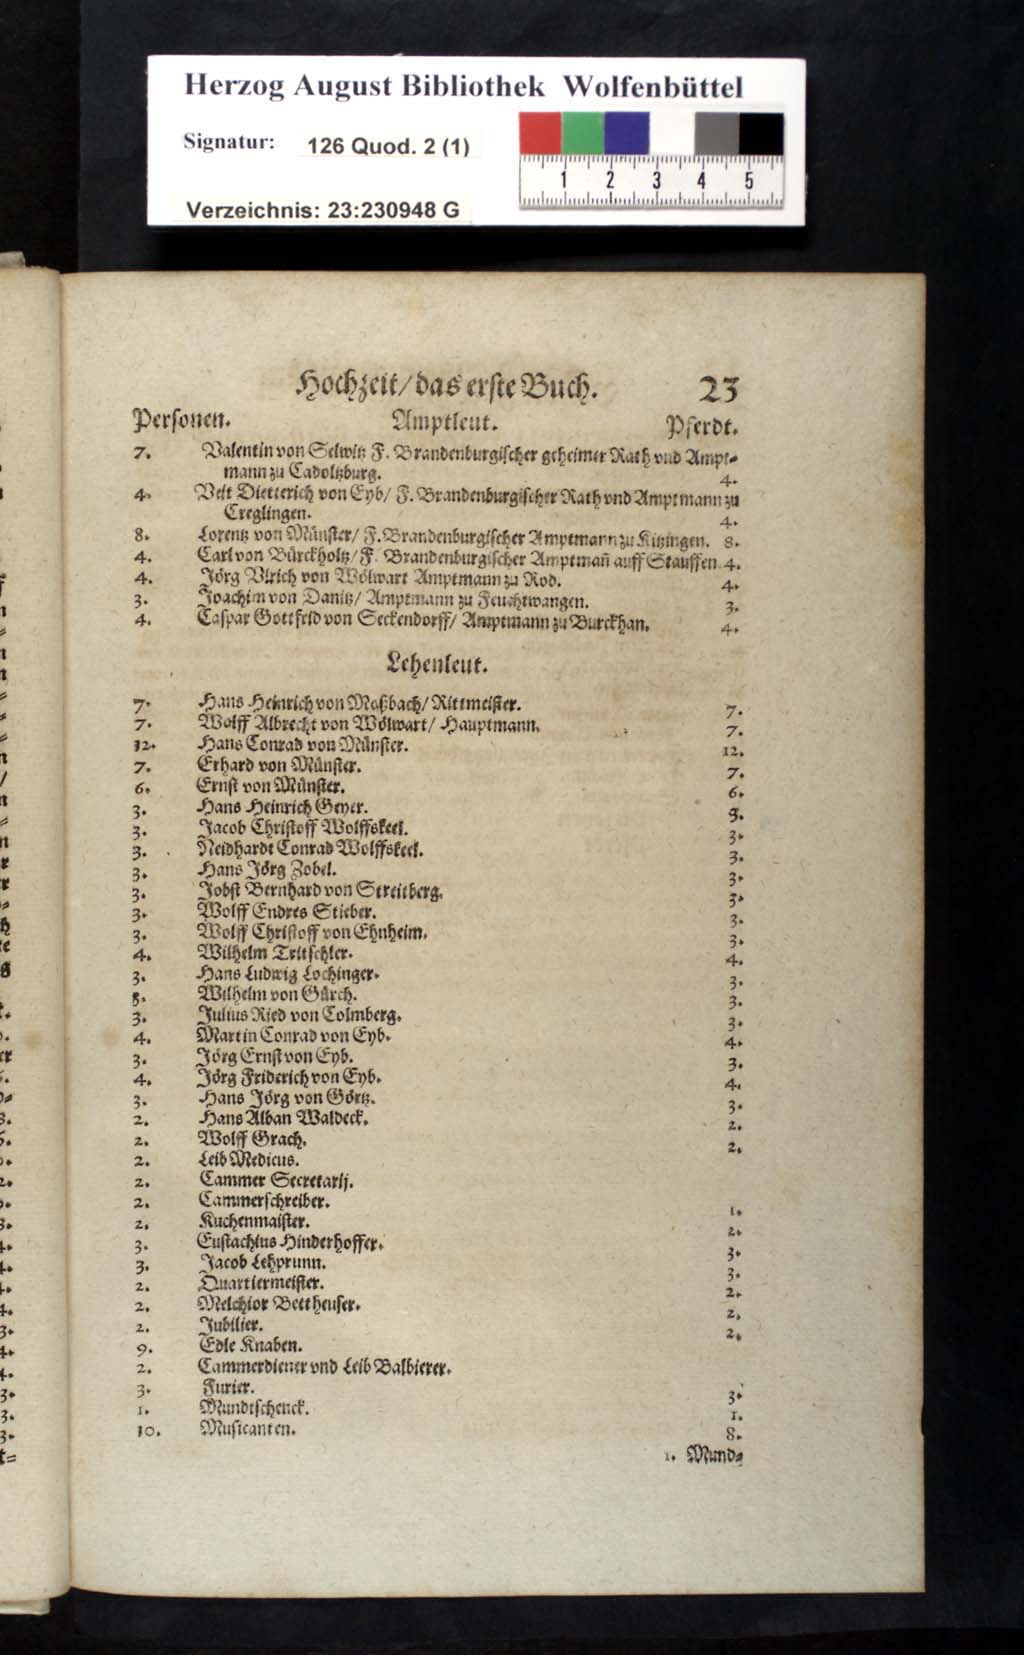 Herzog August Bibliothek Wolfenbüttel
Signatur: 126 Quod. 2 (1)
1 2 3 4 5
Verzeichnis: 23:230948 G
Hochzeit/ das erste Buch. 23
Personen. Amptleut. Pferdt.
7. Valentin von Selwitz F. Brandenburgischer geheimer Rath vnd Ampt-
mann zu Cadoltzburg. 4.
4. Veit Dietterich von Eyb/ F. Brandenburgischer Rath vnd Amptmann zu
Creglingen. 4.
8. Lorentz von Münster/ F. Brandenburgischer Amptmann zu Kitzingen. 8.
4. Carl von Bürckholtz/ F. Brandenburgischer Amptmañ auff Stauffen. 4.
4. Jörg Vlrich von Wölwart Amptmann zu Rod. 4.
3. Joachim von Danitz/ Amptmann zu Feuchtwangen. 3.
4. Caspar Gottfrid von Seckendorff/ Amptmann zu Burckhan. 4.
Lehenleut.
7. Hans Heinrich von Maßbach/ Rittmeister. 7.
7. Wolff Albrecht von Wölwart/ Hauptmann. 7.
12. Hans Conrad von Münster. 12.
7. Erhard von Münster. 7.
6. Ernst von Münster. 6.
3. Hans Heinrich Geyer. 3.
3. Jacob Christoff Wolffskeel. 3.
3. Neidhardt Conrad Wolffskeel. 3.
3. Hans Jörg Zobel. 3.
3. Jobst Bernhard von Streitberg. 3.
3. Wolff Endres Stieber. 3.
3. Wolff Christoff von Ehnheim. 3.
4. Wilhelm Tritschler. 4.
3. Hans Ludwig Lochinger. 3.
3. Wilhelm von Gürch. 3.
3. Julius Ried von Colmberg. 3.
4. Martin Conrad von Eyb. 4.
3. Jörg Ernst von Eyb. 3.
4. Jörg Friderich von Eyb. 4.
3. Hans Jörg von Görtz. 3.
2. Hans Alban Waldeck. 2.
2. Wolff Grach. 2.
2. Leib Medicus.
2. Cammer Secretarij.
2. Cammerschreiber.
2. Kuchenmaister. 1.
3. Eustachius Hinderhoffer. 2.
3. Jacob Lehprunn. 3.
2. Quartiermeister. 3.
2. Melchior Bettheuser. 2.
2. Jubilier. 2.
9. Edle Knaben. 2.
2. Cammerdiener vnd Leib Balbierer.
3. Furier. 3.
1. Mundtschenck. 1.
10. Musicanten. 8.
1. Mund-